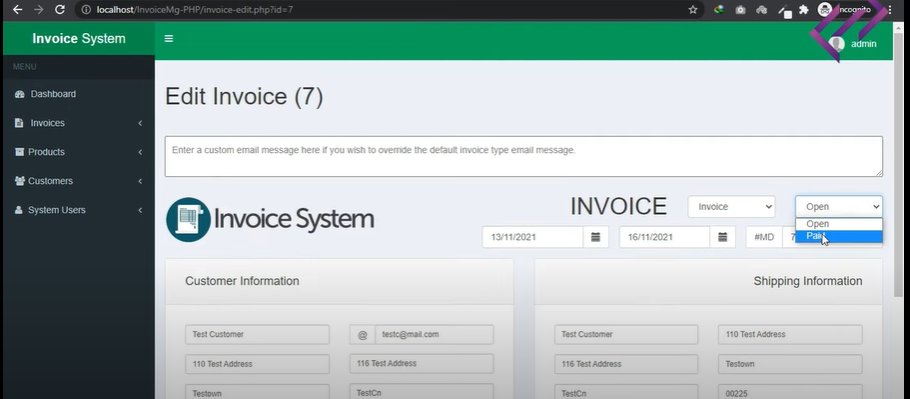 localhost/InvoiceMg-PHP/invoice-edit.php?id=7
Incognito
Invoice System
admin
MENU
Dashboard
Invoices
Products
Customers
System Users
Edit Invoice (7)
Enter a custom email message here if you wish to override the default invoice type email message.
Invoice System
INVOICE
Invoice
Open
Open
Paid
13/11/2021
16/11/2021
#MD
7
Customer Information
Shipping Information
Test Customer
@ testc@mail.com
Test Customer
110 Test Address
110 Test Address
116 Test Address
116 Test Address
Testown
Testown
TestCn
TestCn
00225